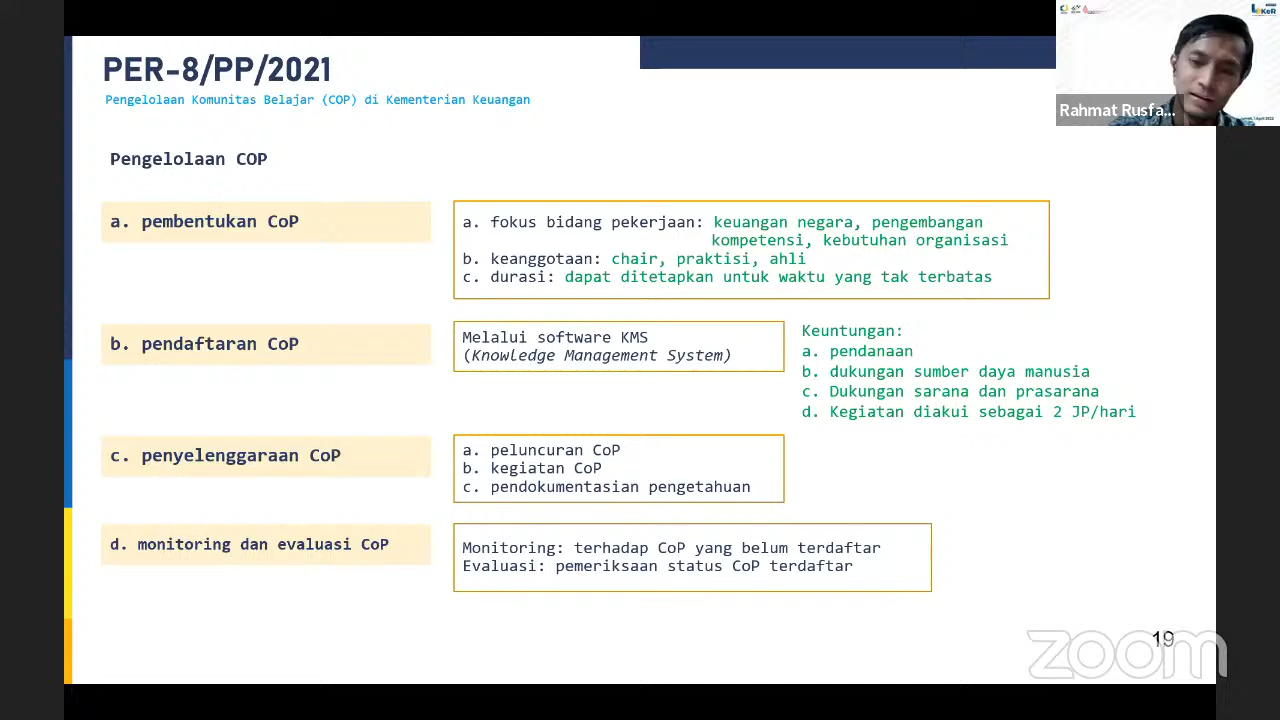 PER-8/PP/2021
Pengelolaan Komunitas Belajar (COP) di Kementerian Keuangan
Rahmat Rusfa...
Pengelolaan COP
a. pembentukan CoP
a. fokus bidang pekerjaan: keuangan negara, pengembangan
kompetensi, kebutuhan organisasi
b. keanggotaan: chair, praktisi, ahli
c. durasi: dapat ditetapkan untuk waktu yang tak terbatas
b. pendaftaran CoP
Melalui software KMS
(Knowledge Management System)
Keuntungan:
a. pendanaan
b. dukungan sumber daya manusia
c. Dukungan sarana dan prasarana
d. Kegiatan diakui sebagai 2 JP/hari
c. penyelenggaraan CoP
a. peluncuran CoP
b. kegiatan CoP
c. pendokumentasian pengetahuan
d. monitoring dan evaluasi CoP
Monitoring: terhadap CoP yang belum terdaftar
Evaluasi: pemeriksaan status CoP terdaftar
19
zoom